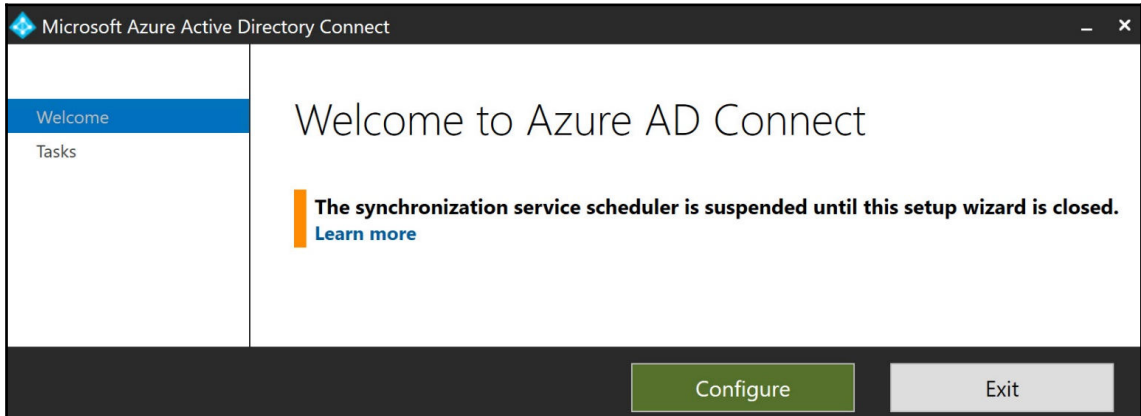 Microsoft Azure Active Directory Connect
Welcome
Tasks
Welcome to Azure AD Connect
The synchronization service scheduler is suspended until this setup wizard is closed.
Learn more
Configure
Exit